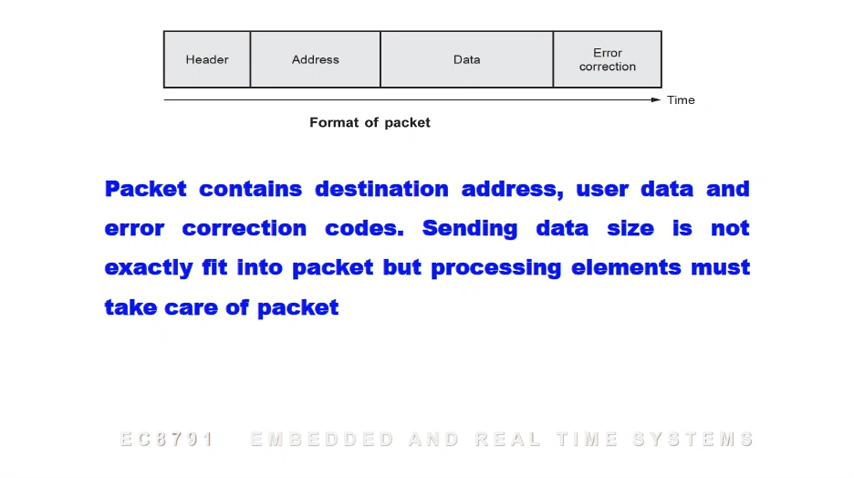 Header Address Data Error
correction
Time
Format of packet
Packet contains destination address, user data and
error correction codes. Sending data size is not
exactly fit into packet but processing elements must
take care of packet
EC8791 EMBEDDED AND REAL TIME SYSTEMS